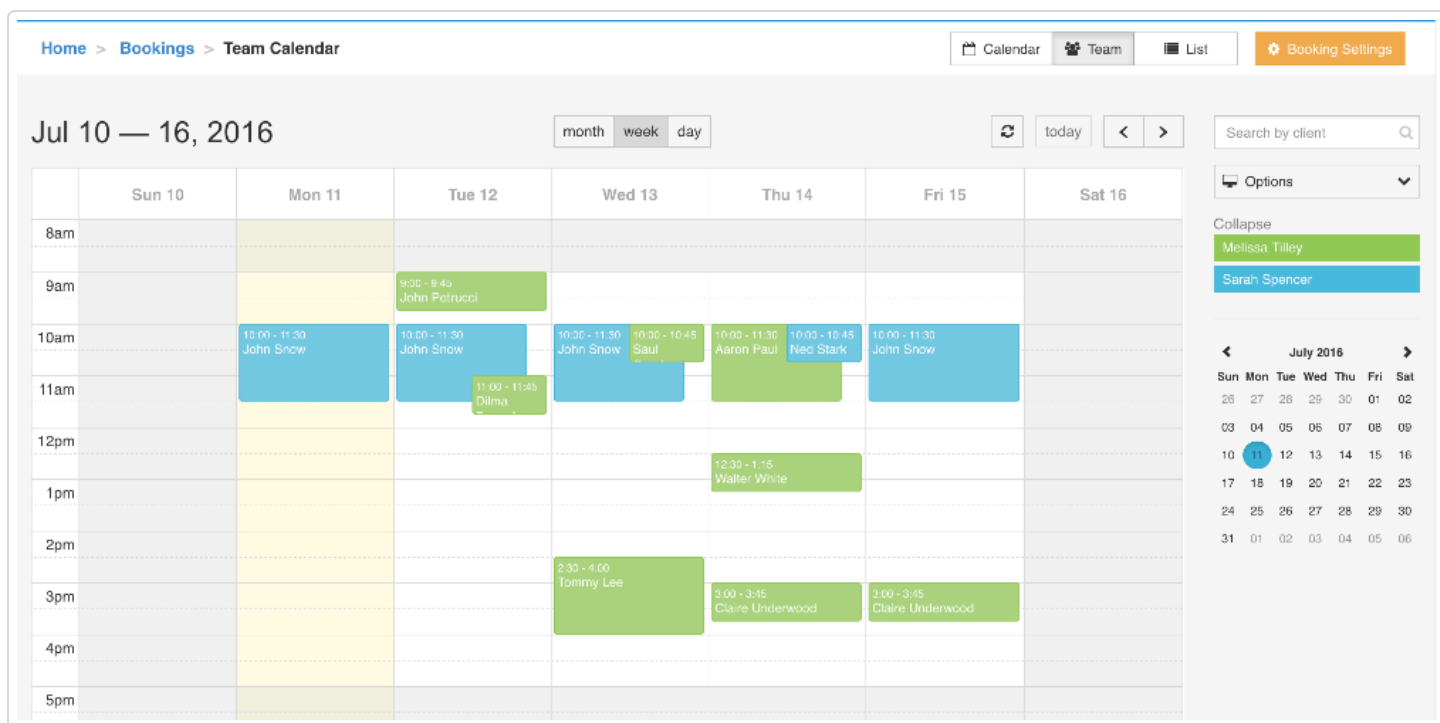 Home > Bookings > Team Calendar
Calendar Team List Booking Settings
Jul 10 — 16, 2016
month week day
today
Search by client
Options
Collapse
Melissa Tilley
Sarah Spencer
Sun 10 Mon 11 Tue 12 Wed 13 Thu 14 Fri 15 Sat 16
8am
9am
9:00 - 9:45
John Petrucci
10am
10:00 - 11:30
John Snow
10:00 - 11:30
John Snow
10:00 - 11:30
John Snow
10:00 - 10:45
Saul
10:00 - 11:30
Aaron Paul
10:00 - 10:45
Ned Stark
10:00 - 11:30
John Snow
11am
11:00 - 11:45
Dilma
12pm
12:30 - 1:15
Walter White
1pm
2pm
2:30 - 4:00
Tommy Lee
3pm
3:00 - 3:45
Claire Underwood
3:00 - 3:45
Claire Underwood
4pm
5pm
July 2016
Sun Mon Tue Wed Thu Fri Sat
26 27 28 29 30 01 02
03 04 05 06 07 08 09
10 11 12 13 14 15 16
17 18 19 20 21 22 23
24 25 26 27 28 29 30
31 01 02 03 04 05 06